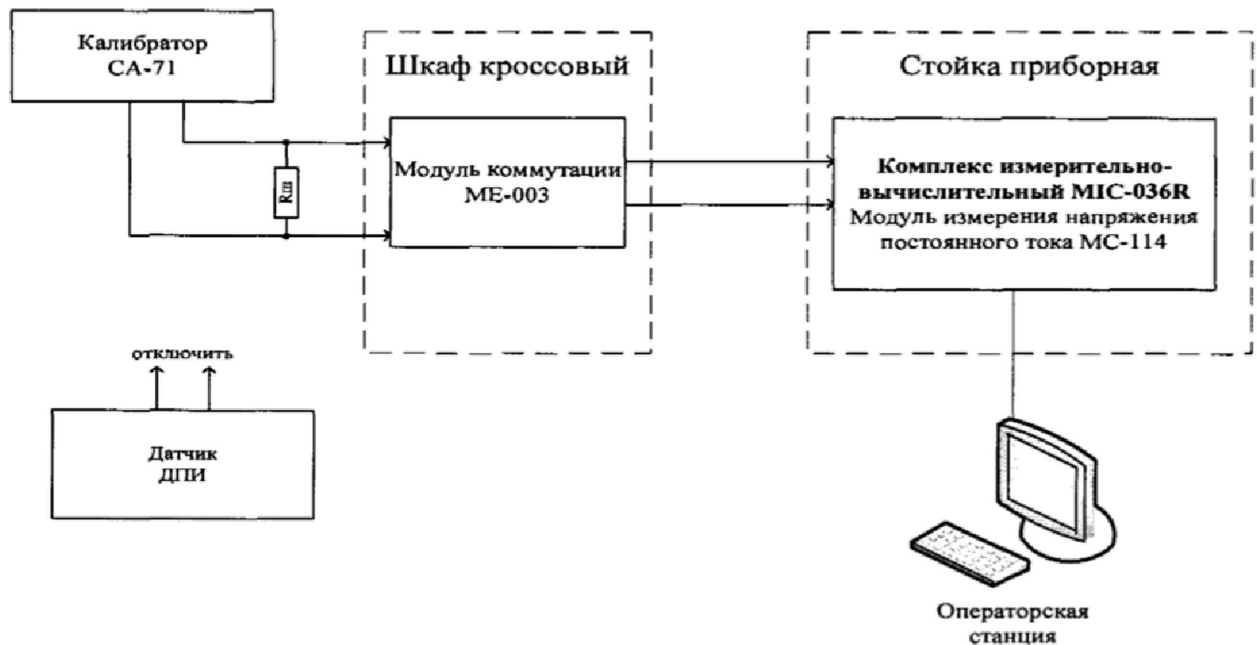 Калибратор
СА-71
Шкаф кроссовый
Стойка приборная
Rш
Модуль коммутации
МЕ-003
Комплекс измерительно-
вычислительный MIC-036R
Модуль измерения напряжения
постоянного тока МС-114
отключить
Датчик
ДПИ
Операторская
станция